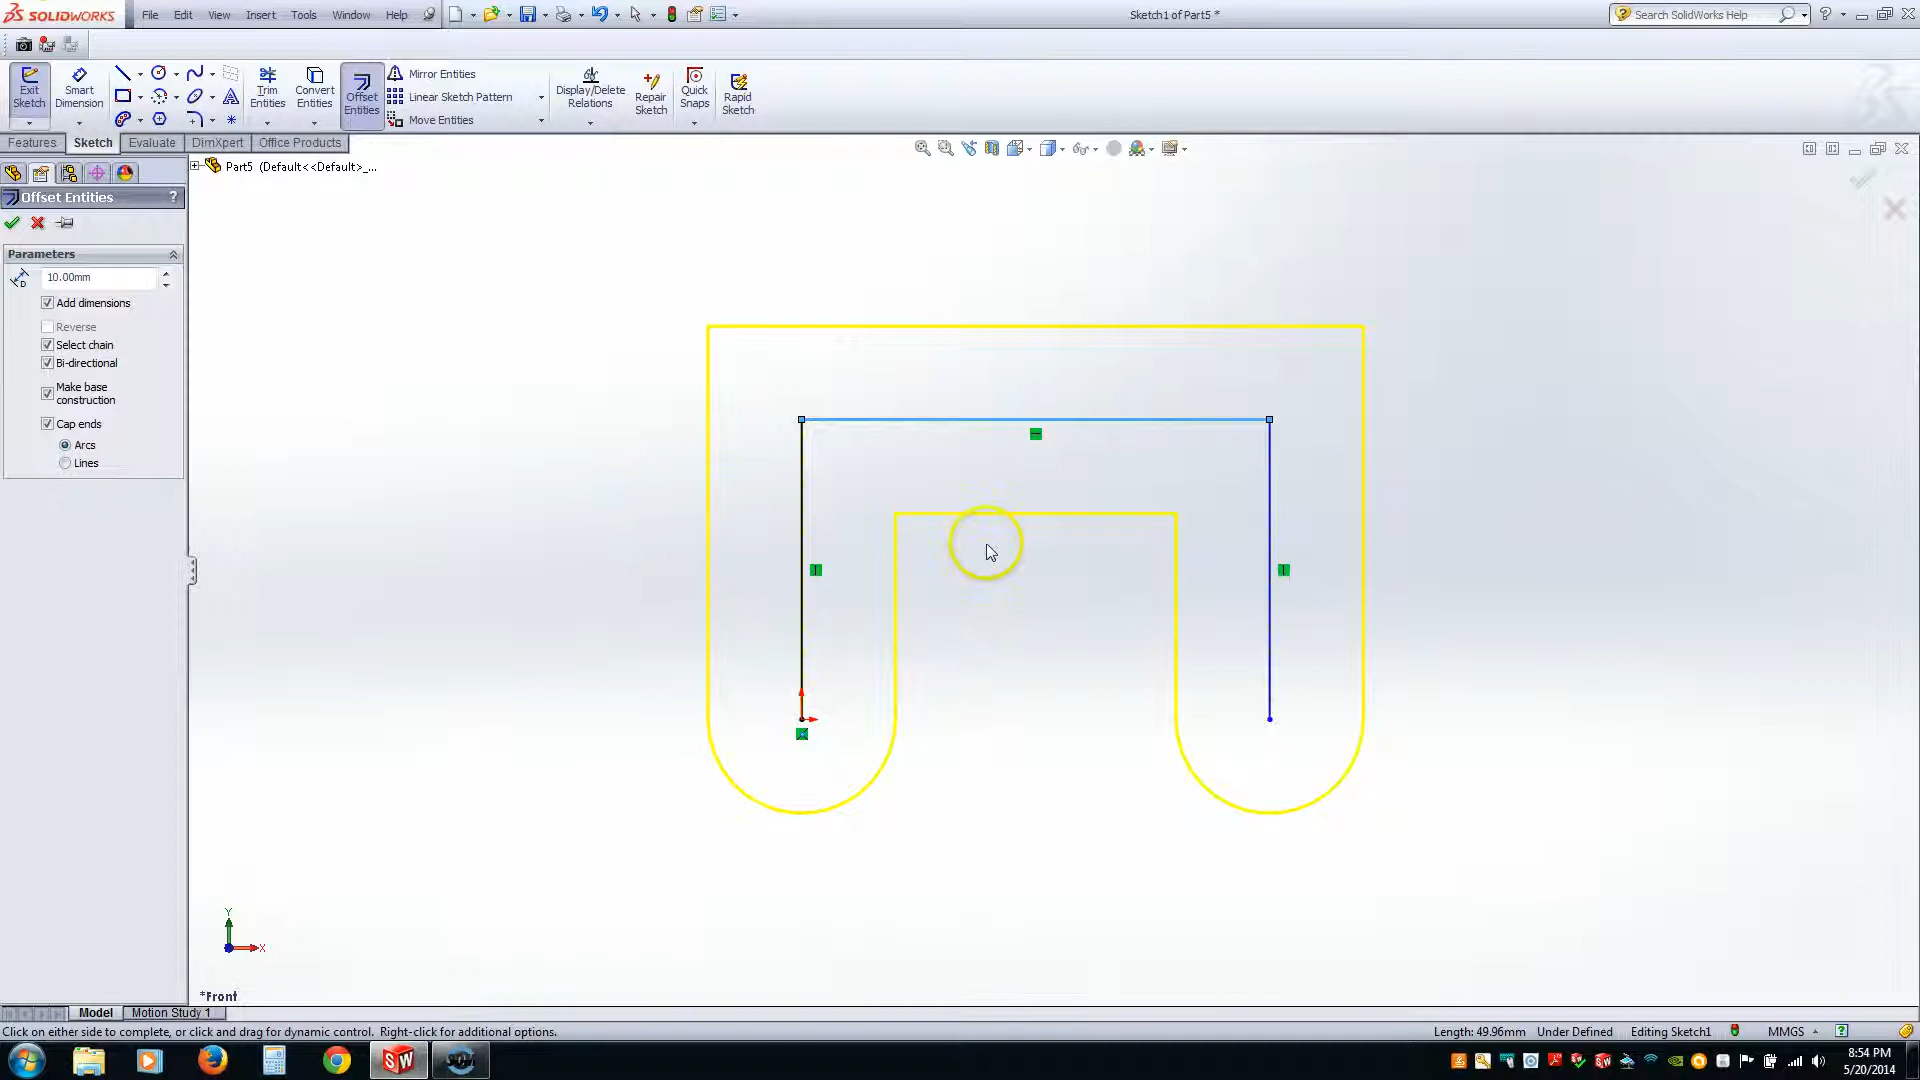 SOLIDWORKS File Edit View Insert Tools Window Help Sketch1 of Part5 * Search SolidWorks Help
Exit Sketch
Smart Dimension
Trim Entities
Convert Entities
Offset Entities
Mirror Entities
Linear Sketch Pattern
Move Entities
Display/Delete Relations
Repair Sketch
Quick Snaps
Rapid Sketch
Features Sketch Evaluate DimXpert Office Products
Part5 (Default<<Default>_...
Offset Entities ?
Parameters
D 10.00mm
Add dimensions
Reverse
Select chain
Bi-directional
Make base
construction
Cap ends
Arcs
Lines
Y
X
*Front
Model Motion Study 1
Click on either side to complete, or click and drag for dynamic control. Right-click for additional options. Length: 49.96mm Under Defined Editing Sketch1 MMGS ?
8:54 PM
5/20/2014